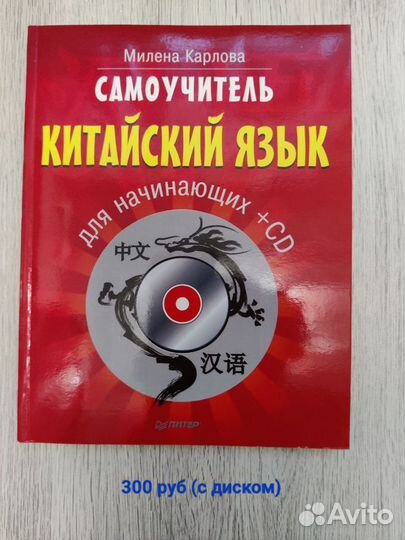 Милена Карлова
САМОУЧИТЕЛЬ
КИТАЙСКИЙ ЯЗЫК
для начинающих + CD
中文
汉语
ПИТЕР
300 руб (с диском)
Avito